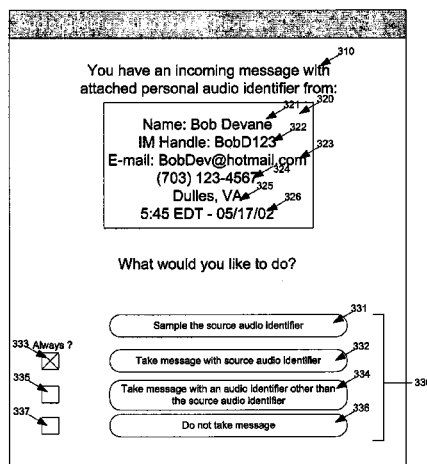 310
You have an incoming message with
attached personal audio identifier from:
321
320
Name: Bob Devane
322
IM Handle: BobD123
323
E-mail: BobDev@hotmail.com
324
(703) 123-4567
325
Dulles, VA
326
5:45 EDT - 05/17/02
What would you like to do?
331
Sample the source audio identifier
333
Always ?
332
Take message with source audio identifier
335
334
Take message with an audio identifier other than
the source audio identifier
330
337
336
Do not take message